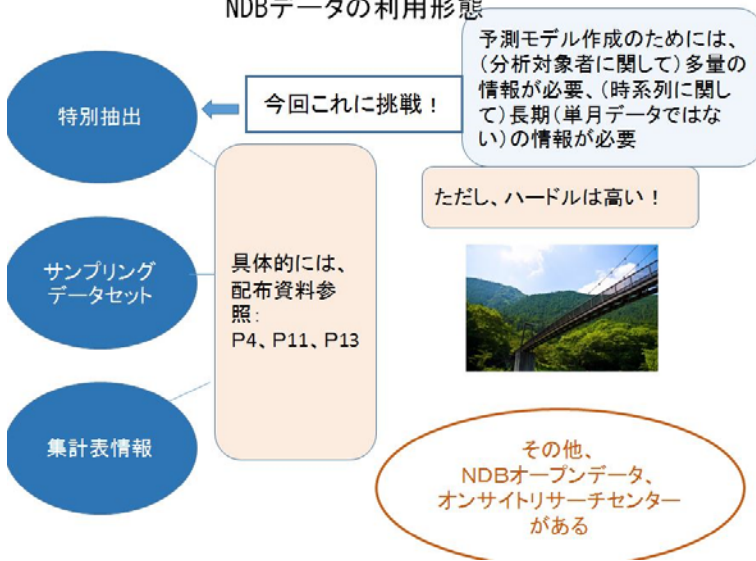 NDBデータの利用形態
予測モデル作成のためには、
(分析対象者に関して)多量の
情報が必要、(時系列に関し
て)長期(単月データではな
い)の情報が必要
特別抽出
今回これに挑戦！
ただし、ハードルは高い！
サンプリング
データセット
具体的には、
配布資料参
照：
P4、P11、P13
集計表情報
その他、
NDBオープンデータ、
オンサイトリサーチセンター
がある